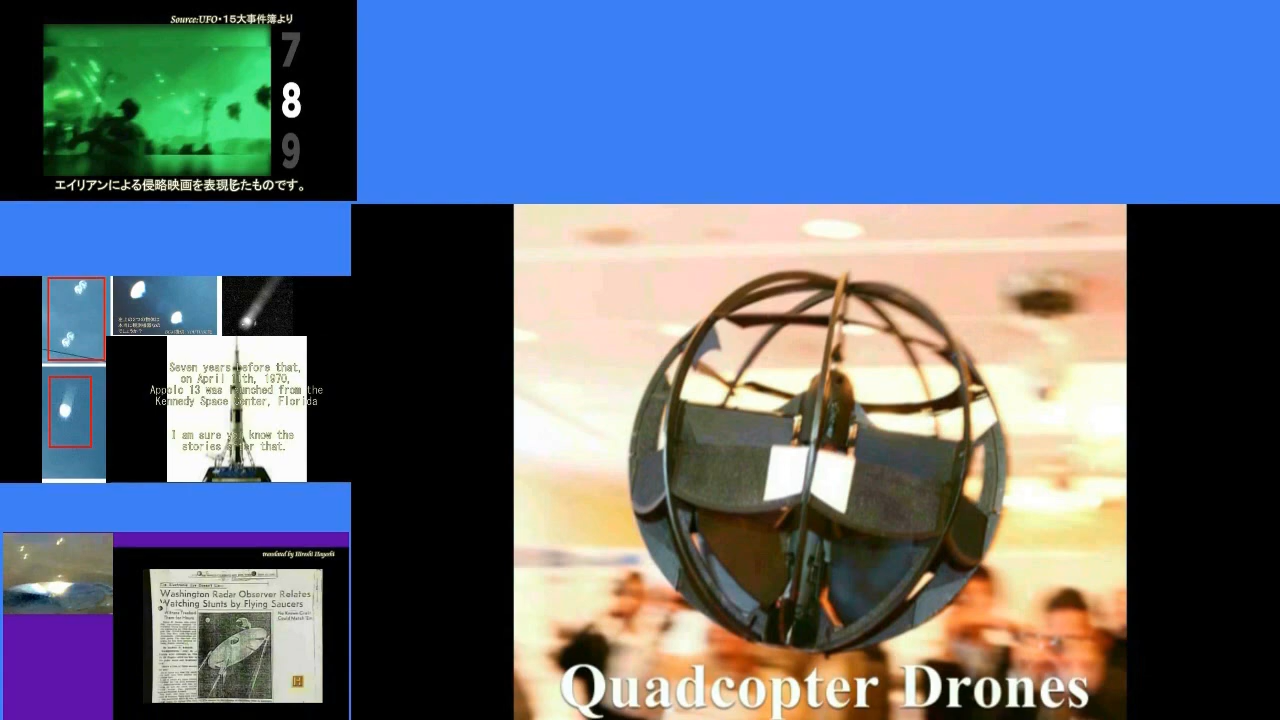 Source:UFO・15大事件簿より
7
8
9
エイリアンによる侵略映画を表現したものです。
Seven years before that,
on April 11th, 1970,
Appolo 13 was launched from the
Kennedy Space Center, Florida
I am sure you know the
stories after that.
translated by Hiroshi Hayashi
Washington Radar Observer Relates
Watching Stunts by Flying Saucers
H
Quadcopter Drones